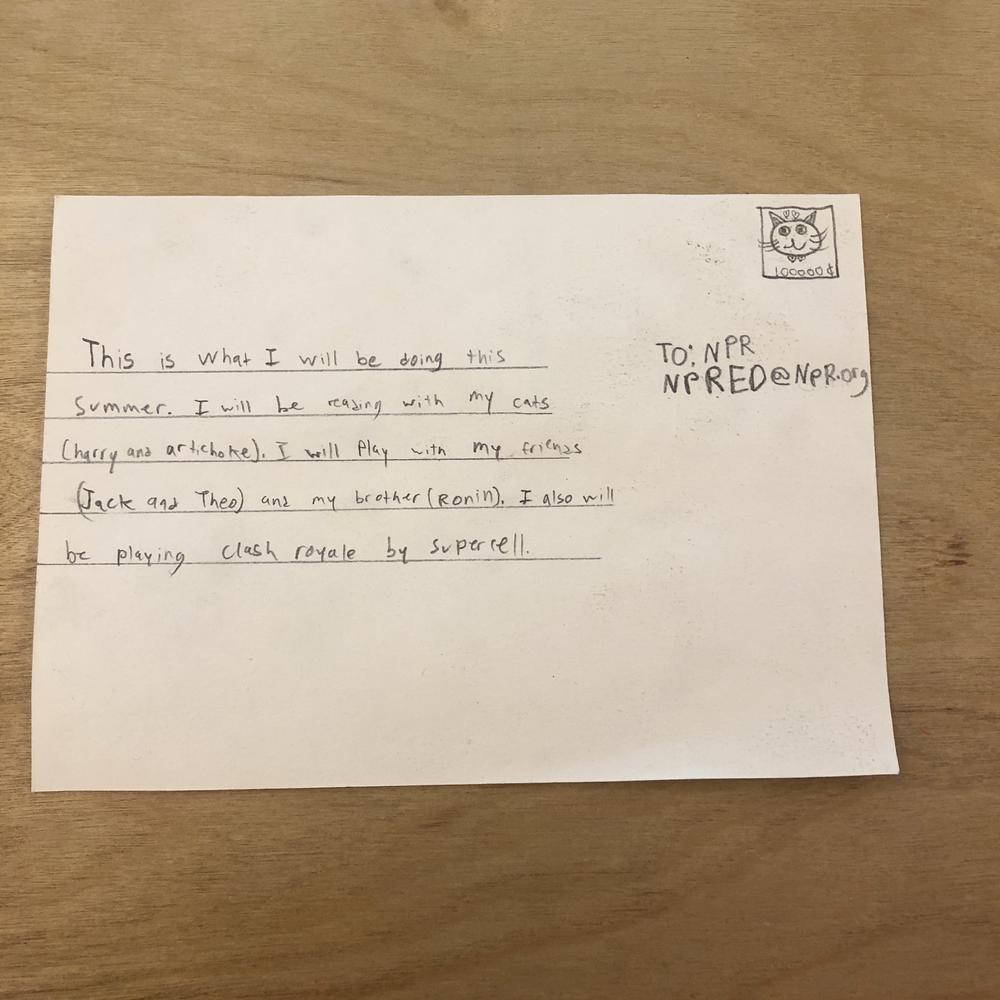 100000¢
This is what I will be doing this
Summer. I will be reading with my cats
(harry and artichoke). I will Play with my friends
(Jack and Theo) and my brother (Ronin). I also will
be playing clash royale by supercell.
TO: NPR
NPRED@NPR.org